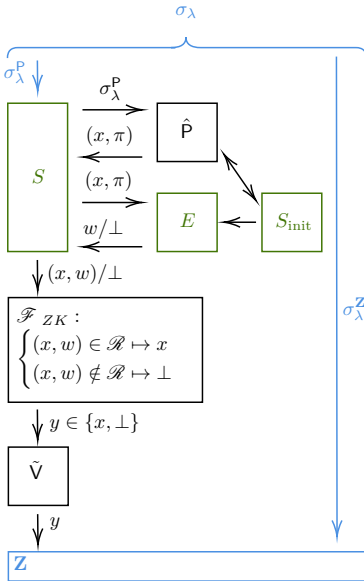 σ_λ
σ_λ^P
σ_λ^P
P̂
(x, π)
S
(x, π)
E
S_init
w/⊥
(x, w)/⊥
σ_λ^Z
ℱ_ZK :
(x, w) ∈ ℛ ↦ x
(x, w) ∉ ℛ ↦ ⊥
y ∈ {x, ⊥}
Ṽ
y
Z